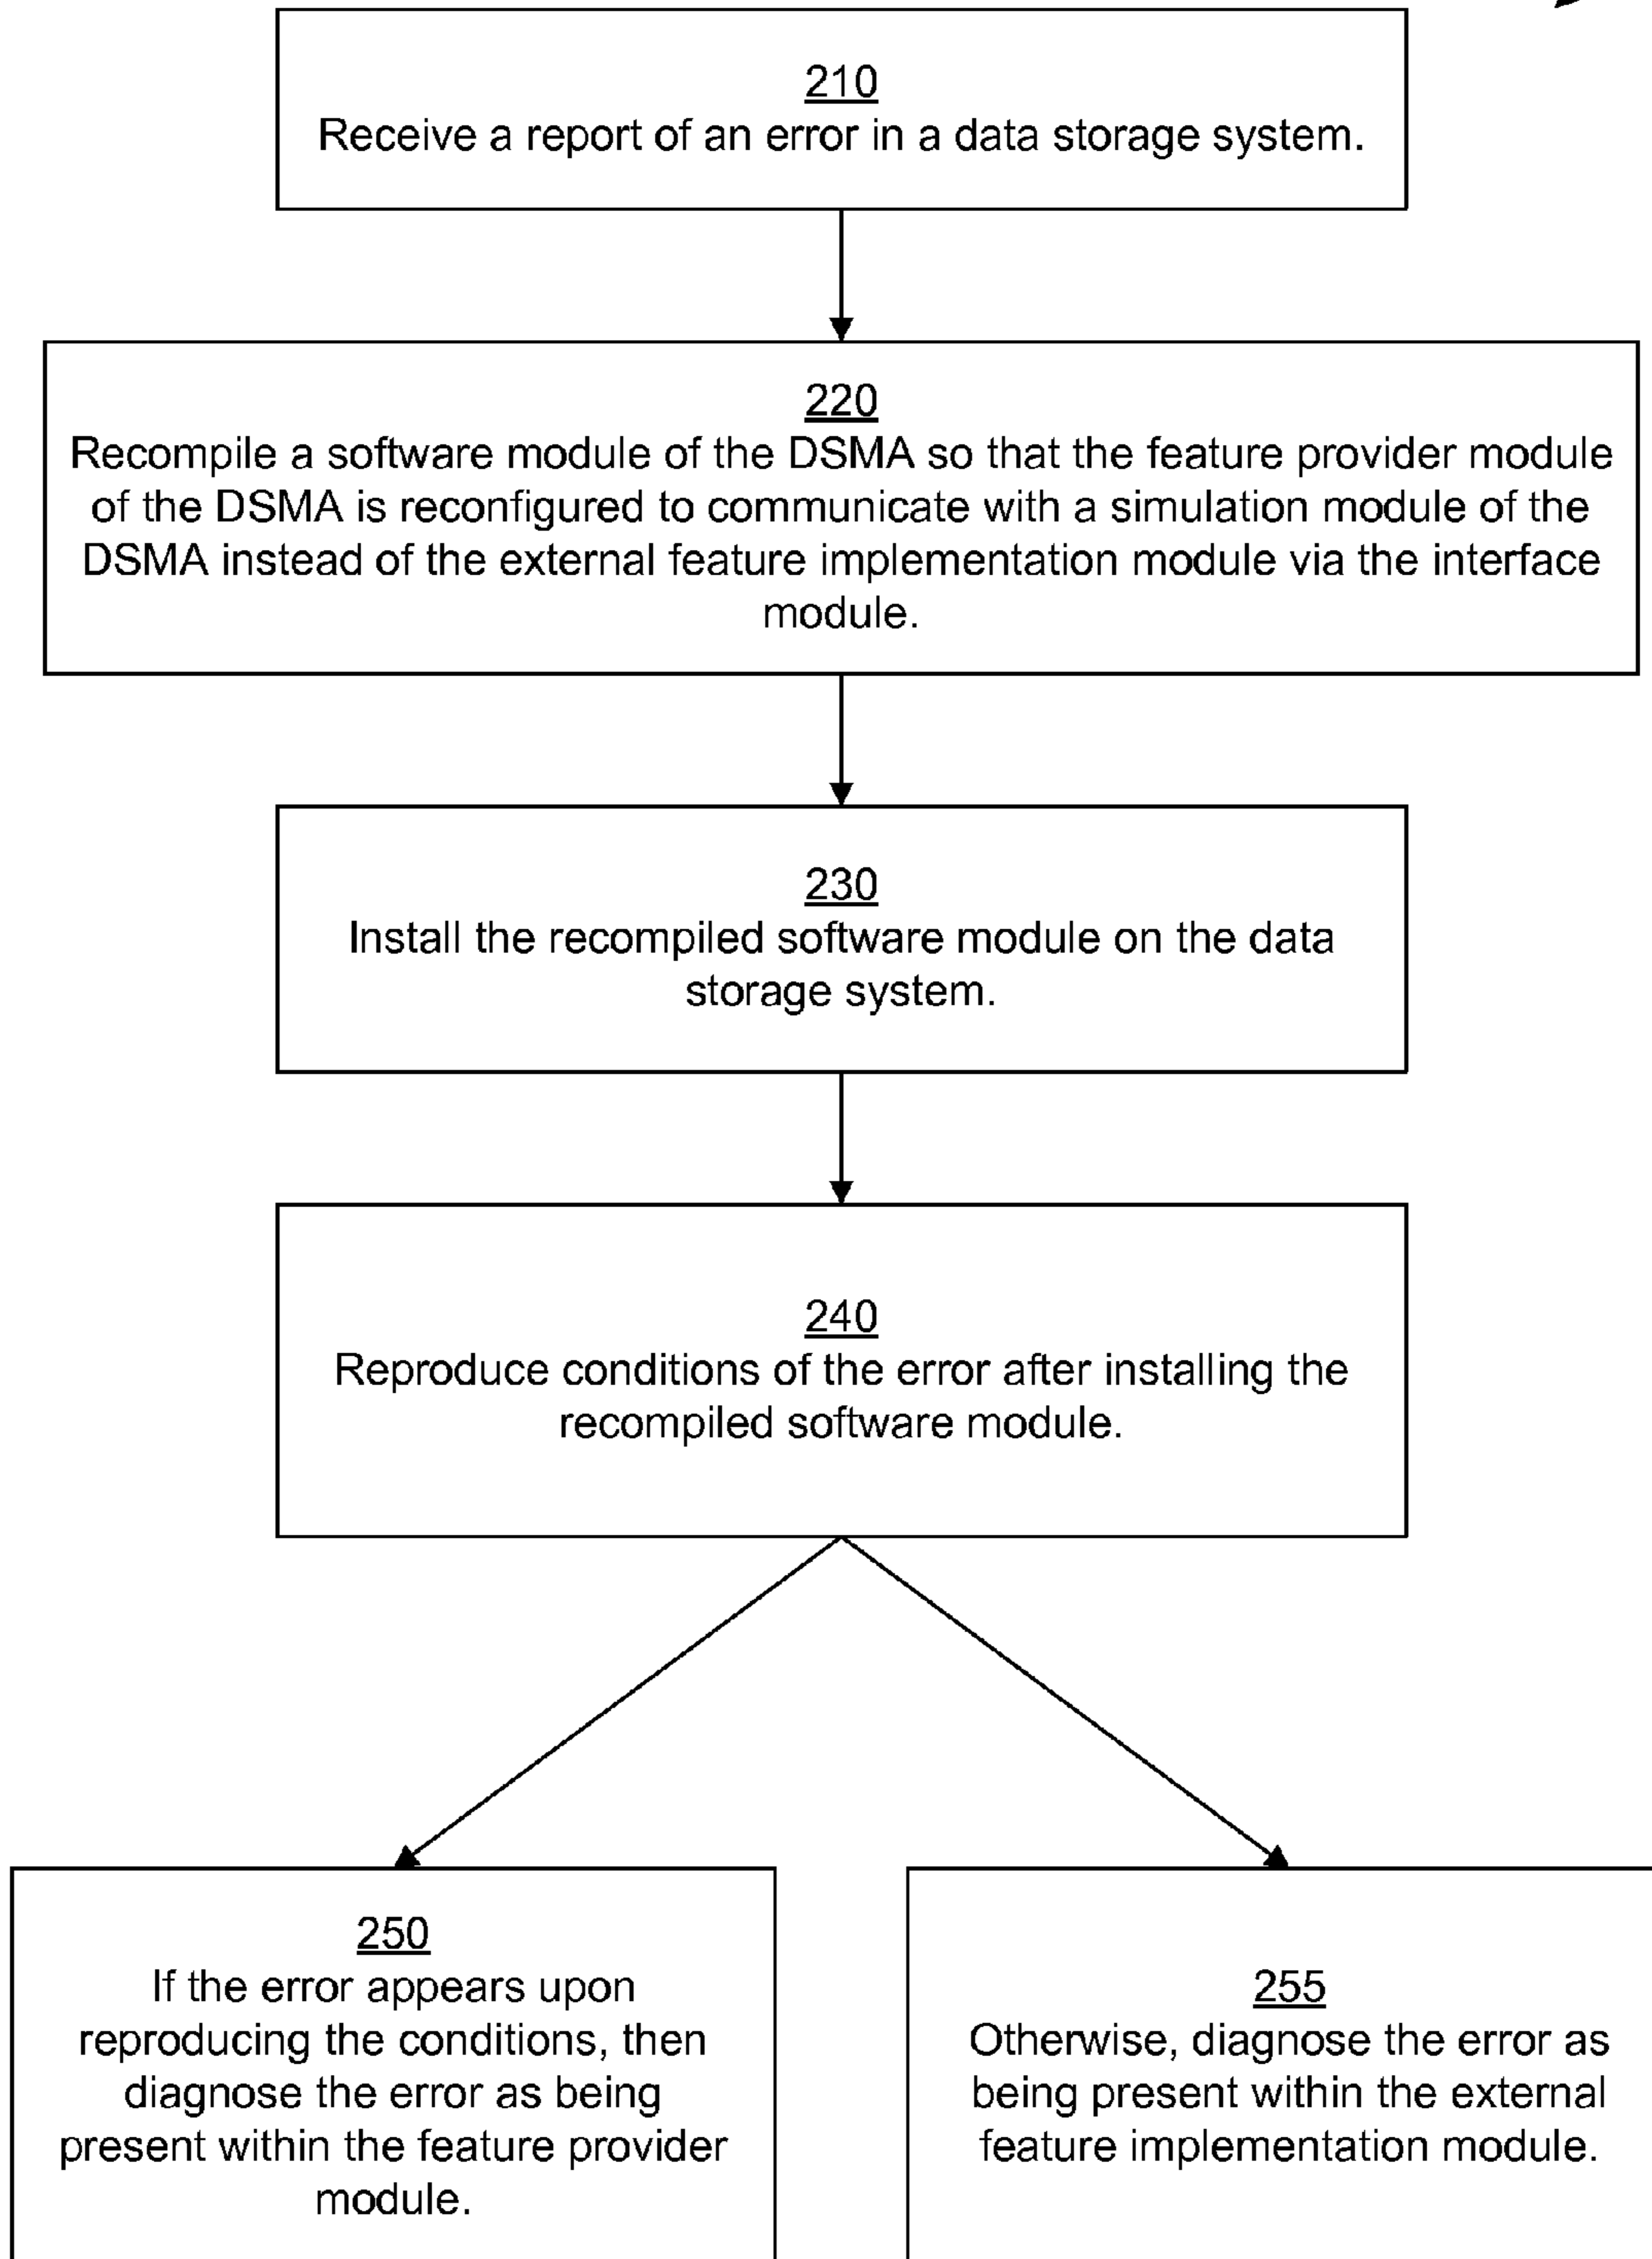 210
Receive a report of an error in a data storage system.
220
Recompile a software module of the DSMA so that the feature provider module
of the DSMA is reconfigured to communicate with a simulation module of the
DSMA instead of the external feature implementation module via the interface
module.
230
Install the recompiled software module on the data
storage system.
240
Reproduce conditions of the error after installing the
recompiled software module.
250
If the error appears upon
reproducing the conditions, then
diagnose the error as being
present within the feature provider
module.
255
Otherwise, diagnose the error as
being present within the external
feature implementation module.